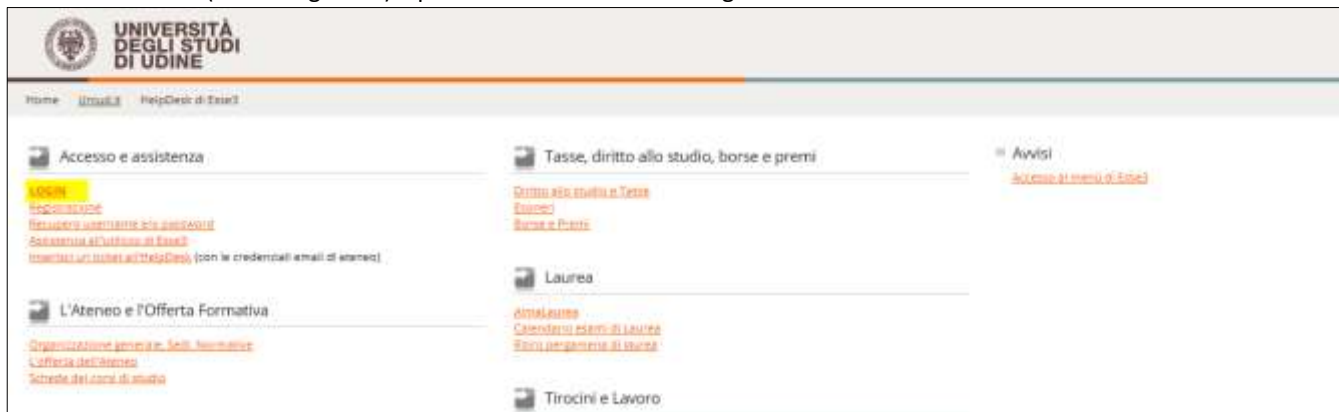 UNIVERSITÀ
DEGLI STUDI
DI UDINE
Home Uniud.it HelpDesk di Esse3
Accesso e assistenza
LOGIN
Registrazione
Recupero username e/o password
Assistenza all'utilizzo di Esse3
Inserisci un ticket all'HelpDesk (con le credenziali email di ateneo)
L'Ateneo e l'Offerta Formativa
Organizzazione generale, Sedi, Normative
L'offerta dell'Ateneo
Schede dei corsi di studio
Tasse, diritto allo studio, borse e premi
Diritto allo studio e Tasse
Esoneri
Borse e Premi
Laurea
AlmaLaurea
Calendario esami di Laurea
Ritiro pergamena di laurea
Tirocini e Lavoro
Avvisi
Accesso al menù di Esse3